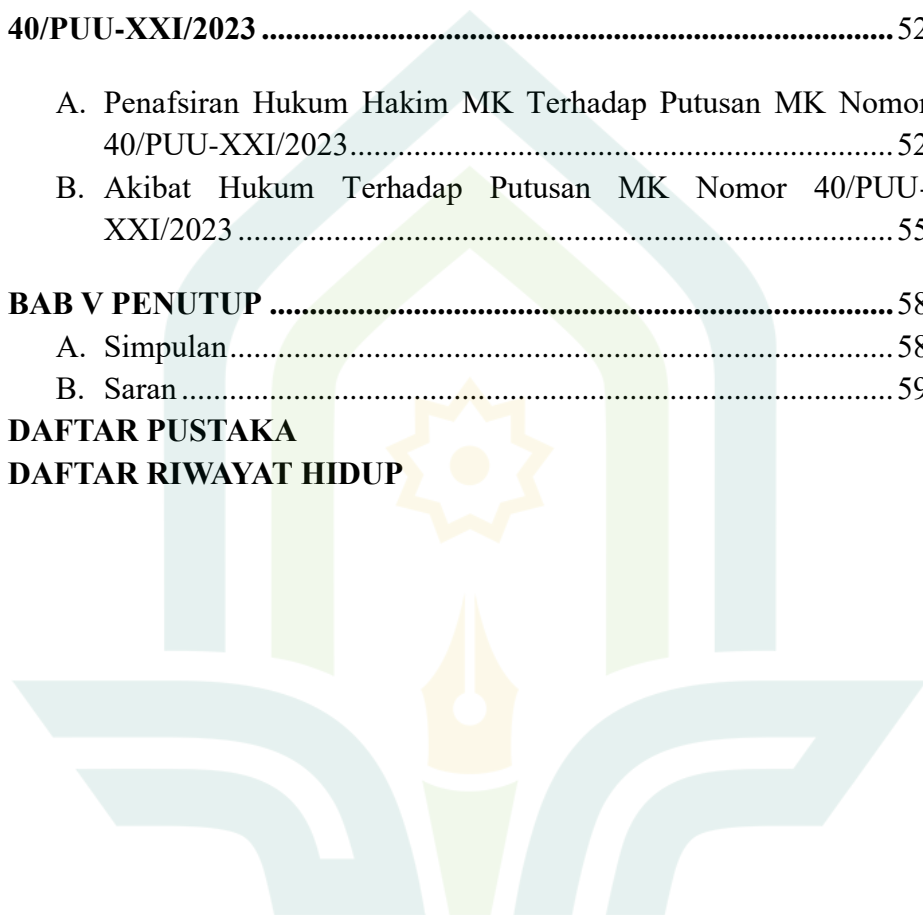 40/PUU-XXI/2023 ............................................................................... 52
A. Penafsiran Hukum Hakim MK Terhadap Putusan MK Nomor
40/PUU-XXI/2023.................................................................... 52
B. Akibat Hukum Terhadap Putusan MK Nomor 40/PUU-
XXI/2023 .................................................................................. 55
BAB V PENUTUP .............................................................................. 58
A. Simpulan................................................................................... 58
B. Saran ......................................................................................... 59
DAFTAR PUSTAKA
DAFTAR RIWAYAT HIDUP